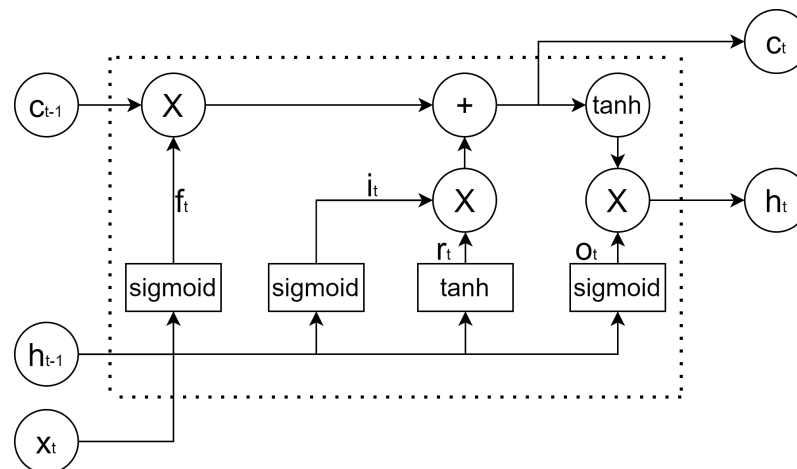 cₜ
cₜ₋₁ X + tanh
fₜ iₜ X X hₜ
rₜ oₜ
sigmoid sigmoid tanh sigmoid
hₜ₋₁
xₜ